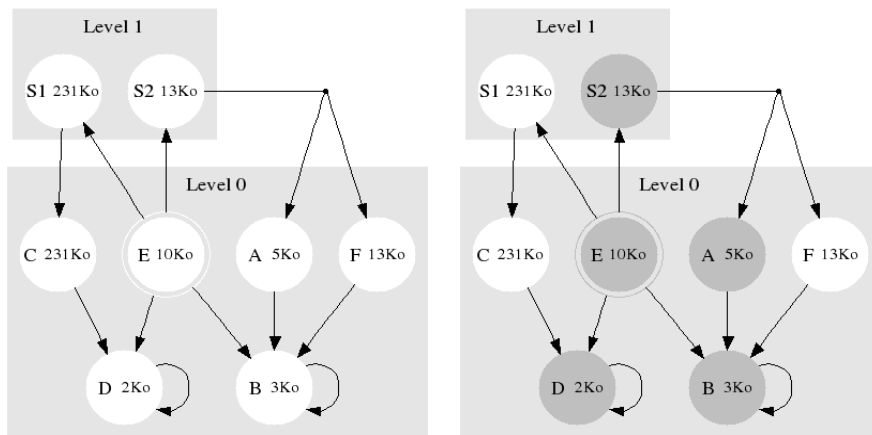 Level 1
S1 231Ko S2 13Ko
Level 0
C 231Ko E 10Ko A 5Ko F 13Ko
D 2Ko B 3Ko
Level 1
S1 231Ko S2 13Ko
Level 0
C 231Ko E 10Ko A 5Ko F 13Ko
D 2Ko B 3Ko